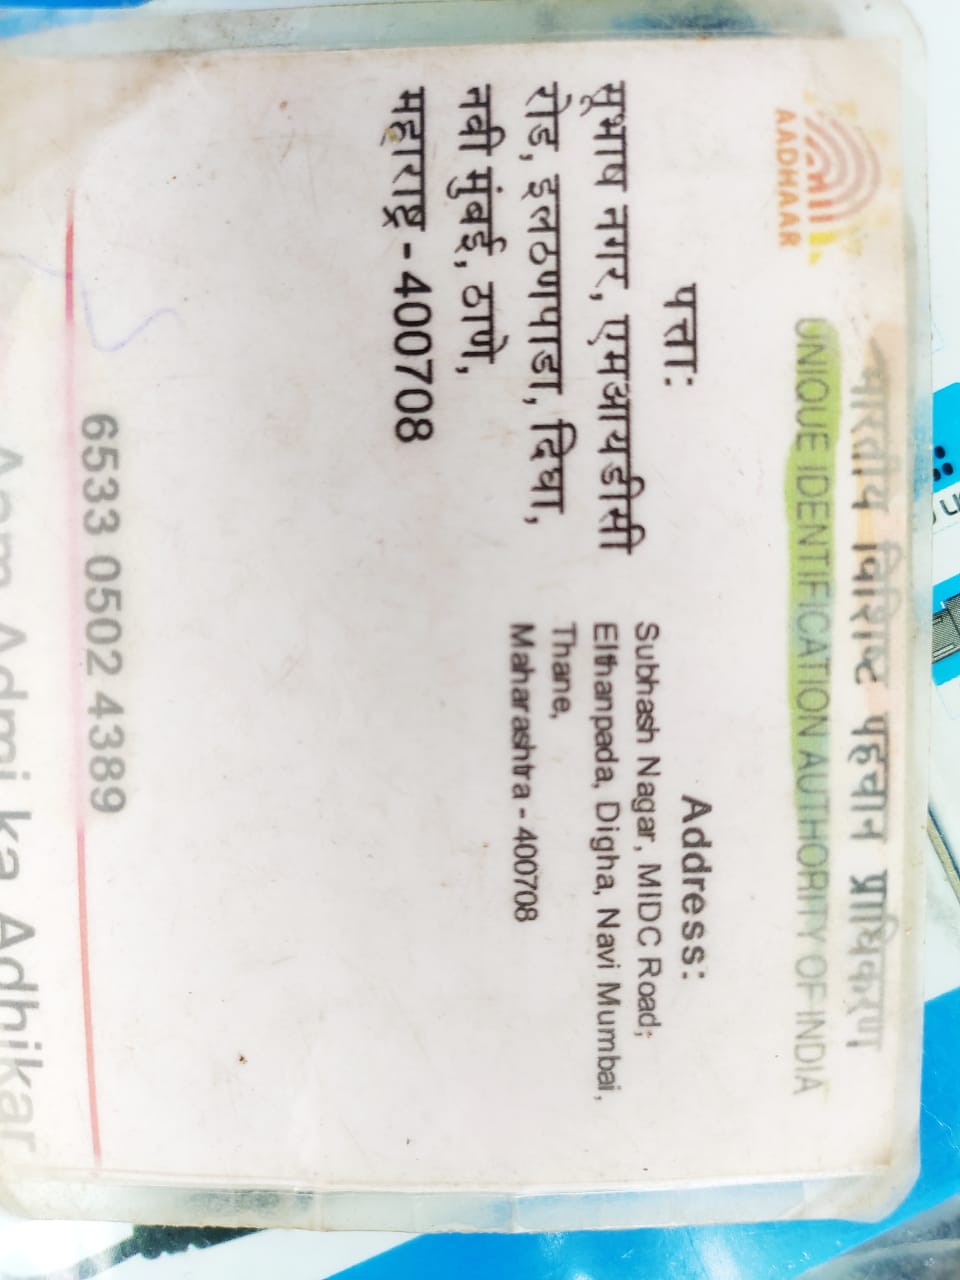 भारतीय विशिष्ट पहचान प्राधिकरण
UNIQUE IDENTIFICATION AUTHORITY OF INDIA
AADHAAR
पत्ता:
सुभाष नगर, एमआयडीसी
रोड, इलठणपाडा, दिघा,
नवी मुंबई, ठाणे,
महाराष्ट्र - 400708
Address:
Subhash Nagar, MIDC Road,
Elthanpada, Digha, Navi Mumbai,
Thane,
Maharashtra - 400708
6533 0502 4389
Aam Admi ka Adhikar